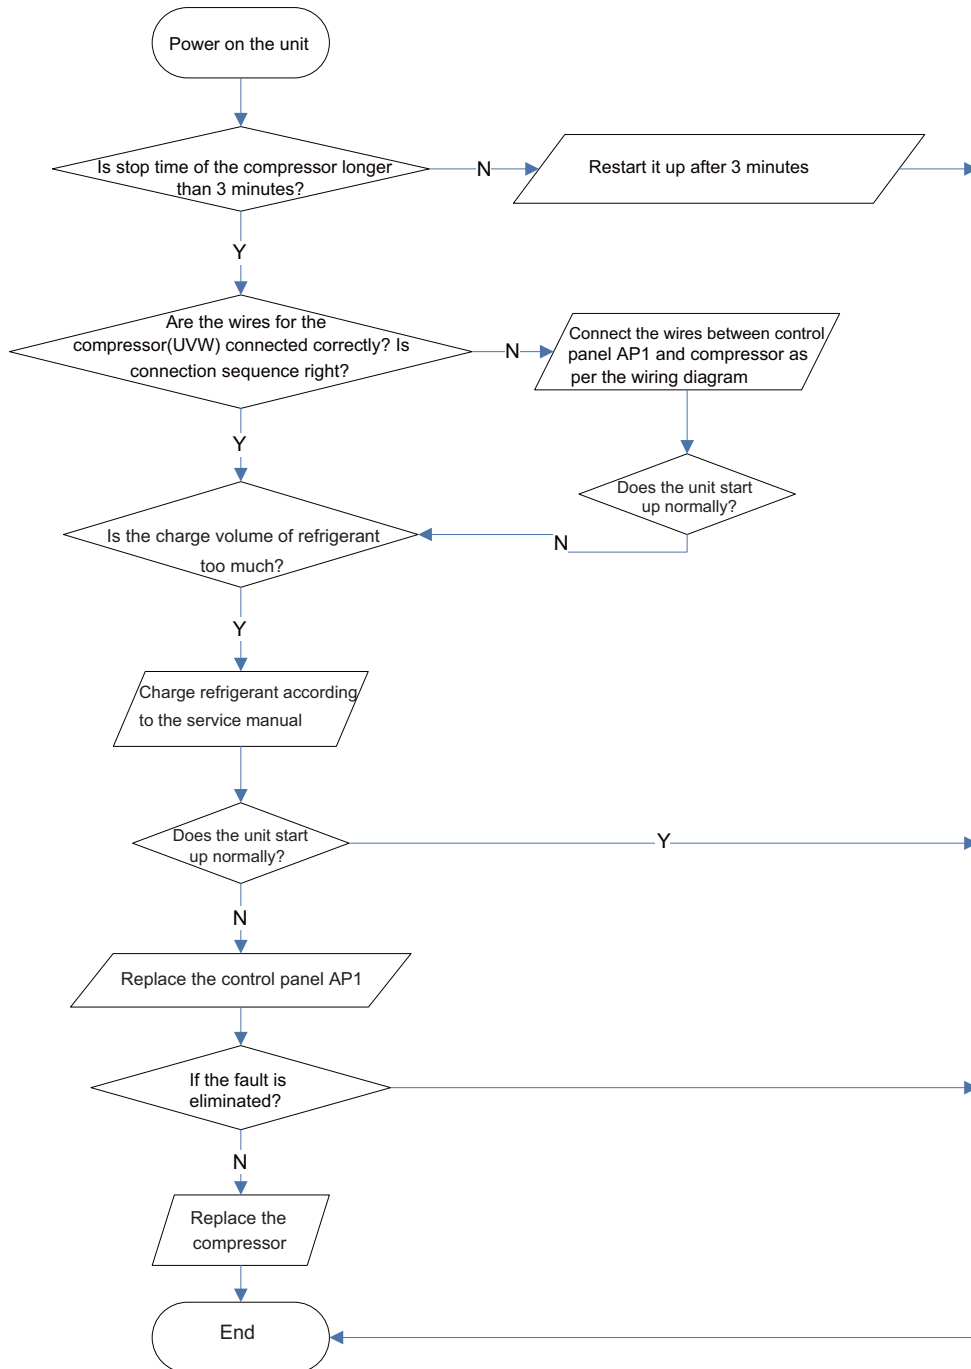 Power on the unit
Is stop time of the compressor longer
than 3 minutes?
N
Restart it up after 3 minutes
Y
Are the wires for the
compressor(UVW) connected correctly? Is
connection sequence right?
N
Connect the wires between control
panel AP1 and compressor as
per the wiring diagram
Y
Does the unit start
up normally?
N
Is the charge volume of refrigerant
too much?
Y
Charge refrigerant according
to the service manual
Does the unit start
up normally?
Y
N
Replace the control panel AP1
If the fault is
eliminated?
N
Replace the
compressor
End